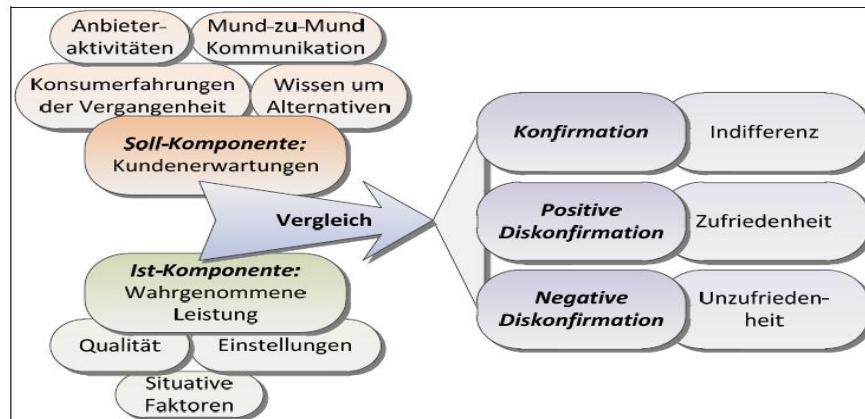 Anbieter-
aktivitäten
Mund-zu-Mund
Kommunikation
Konsumerfahrungen
der Vergangenheit
Wissen um
Alternativen
Soll-Komponente:
Kundenerwartungen
Vergleich
Ist-Komponente:
Wahrgenommene
Leistung
Qualität
Einstellungen
Situative
Faktoren
Konfirmation
Indifferenz
Positive
Diskonfirmation
Zufriedenheit
Negative
Diskonfirmation
Unzufrieden-
heit